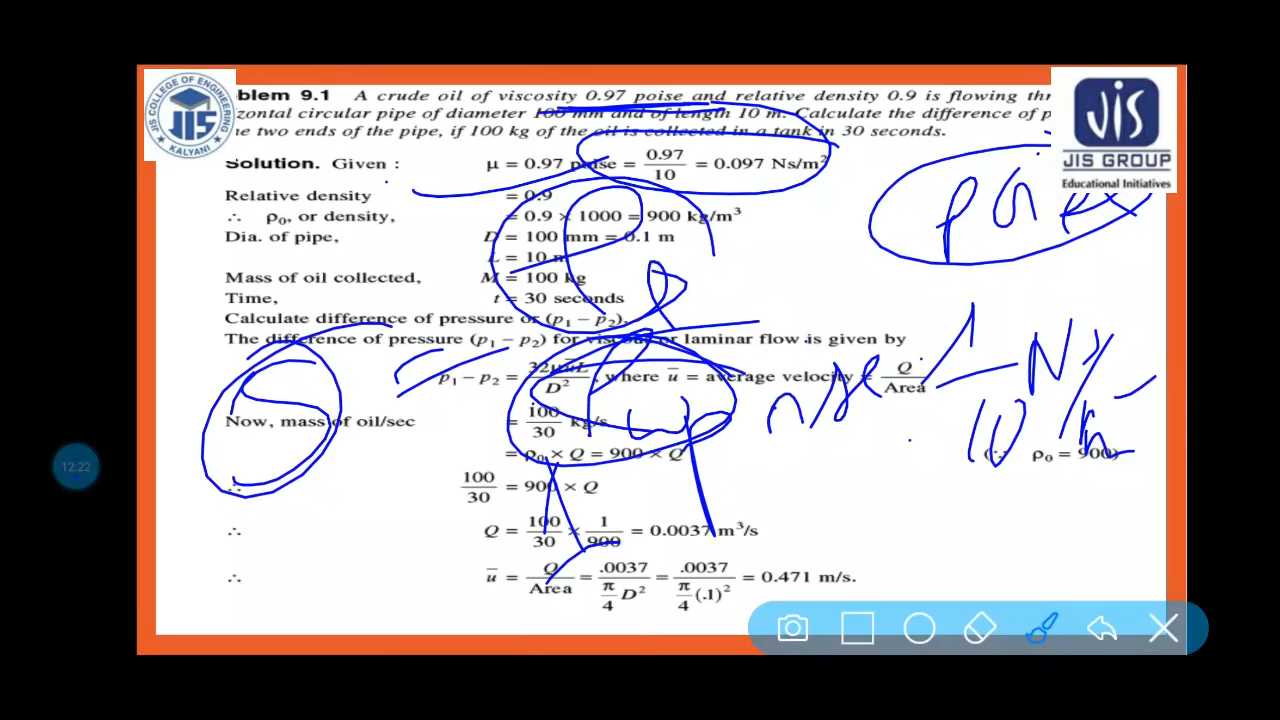 JIS COLLEGE OF ENGINEERING
KALYANI
JIS
JIS GROUP
Educational Initiatives
blem 9.1 A crude oil of viscosity 0.97 poise and relative density 0.9 is flowing thr
izontal circular pipe of diameter 100 mm and of length 10 m. Calculate the difference of p
he two ends of the pipe, if 100 kg of the oil is collected in a tank in 30 seconds.
Solution. Given : μ = 0.97 poise = 0.97/10 = 0.097 Ns/m²
Relative density = 0.9
∴ ρ₀, or density, = 0.9 × 1000 = 900 kg/m³
Dia. of pipe, D = 100 mm = 0.1 m
L = 10 m
Mass of oil collected, M = 100 kg
Time, t = 30 seconds
Calculate difference of pressure or (p₁ – p₂).
The difference of pressure (p₁ – p₂) for viscous or laminar flow is given by
p₁ – p₂ = 32μūL/D², where ū = average velocity = Q/Area
Now, mass of oil/sec = 100/30 kg/s
= ρ₀ × Q = 900 × Q (∵ ρ₀ = 900)
∴ 100/30 = 900 × Q
∴ Q = 100/30 × 1/900 = 0.0037 m³/s
∴ ū = Q/Area = .0037/(π/4 D²) = .0037/(π/4 (.1)²) = 0.471 m/s.
12:22